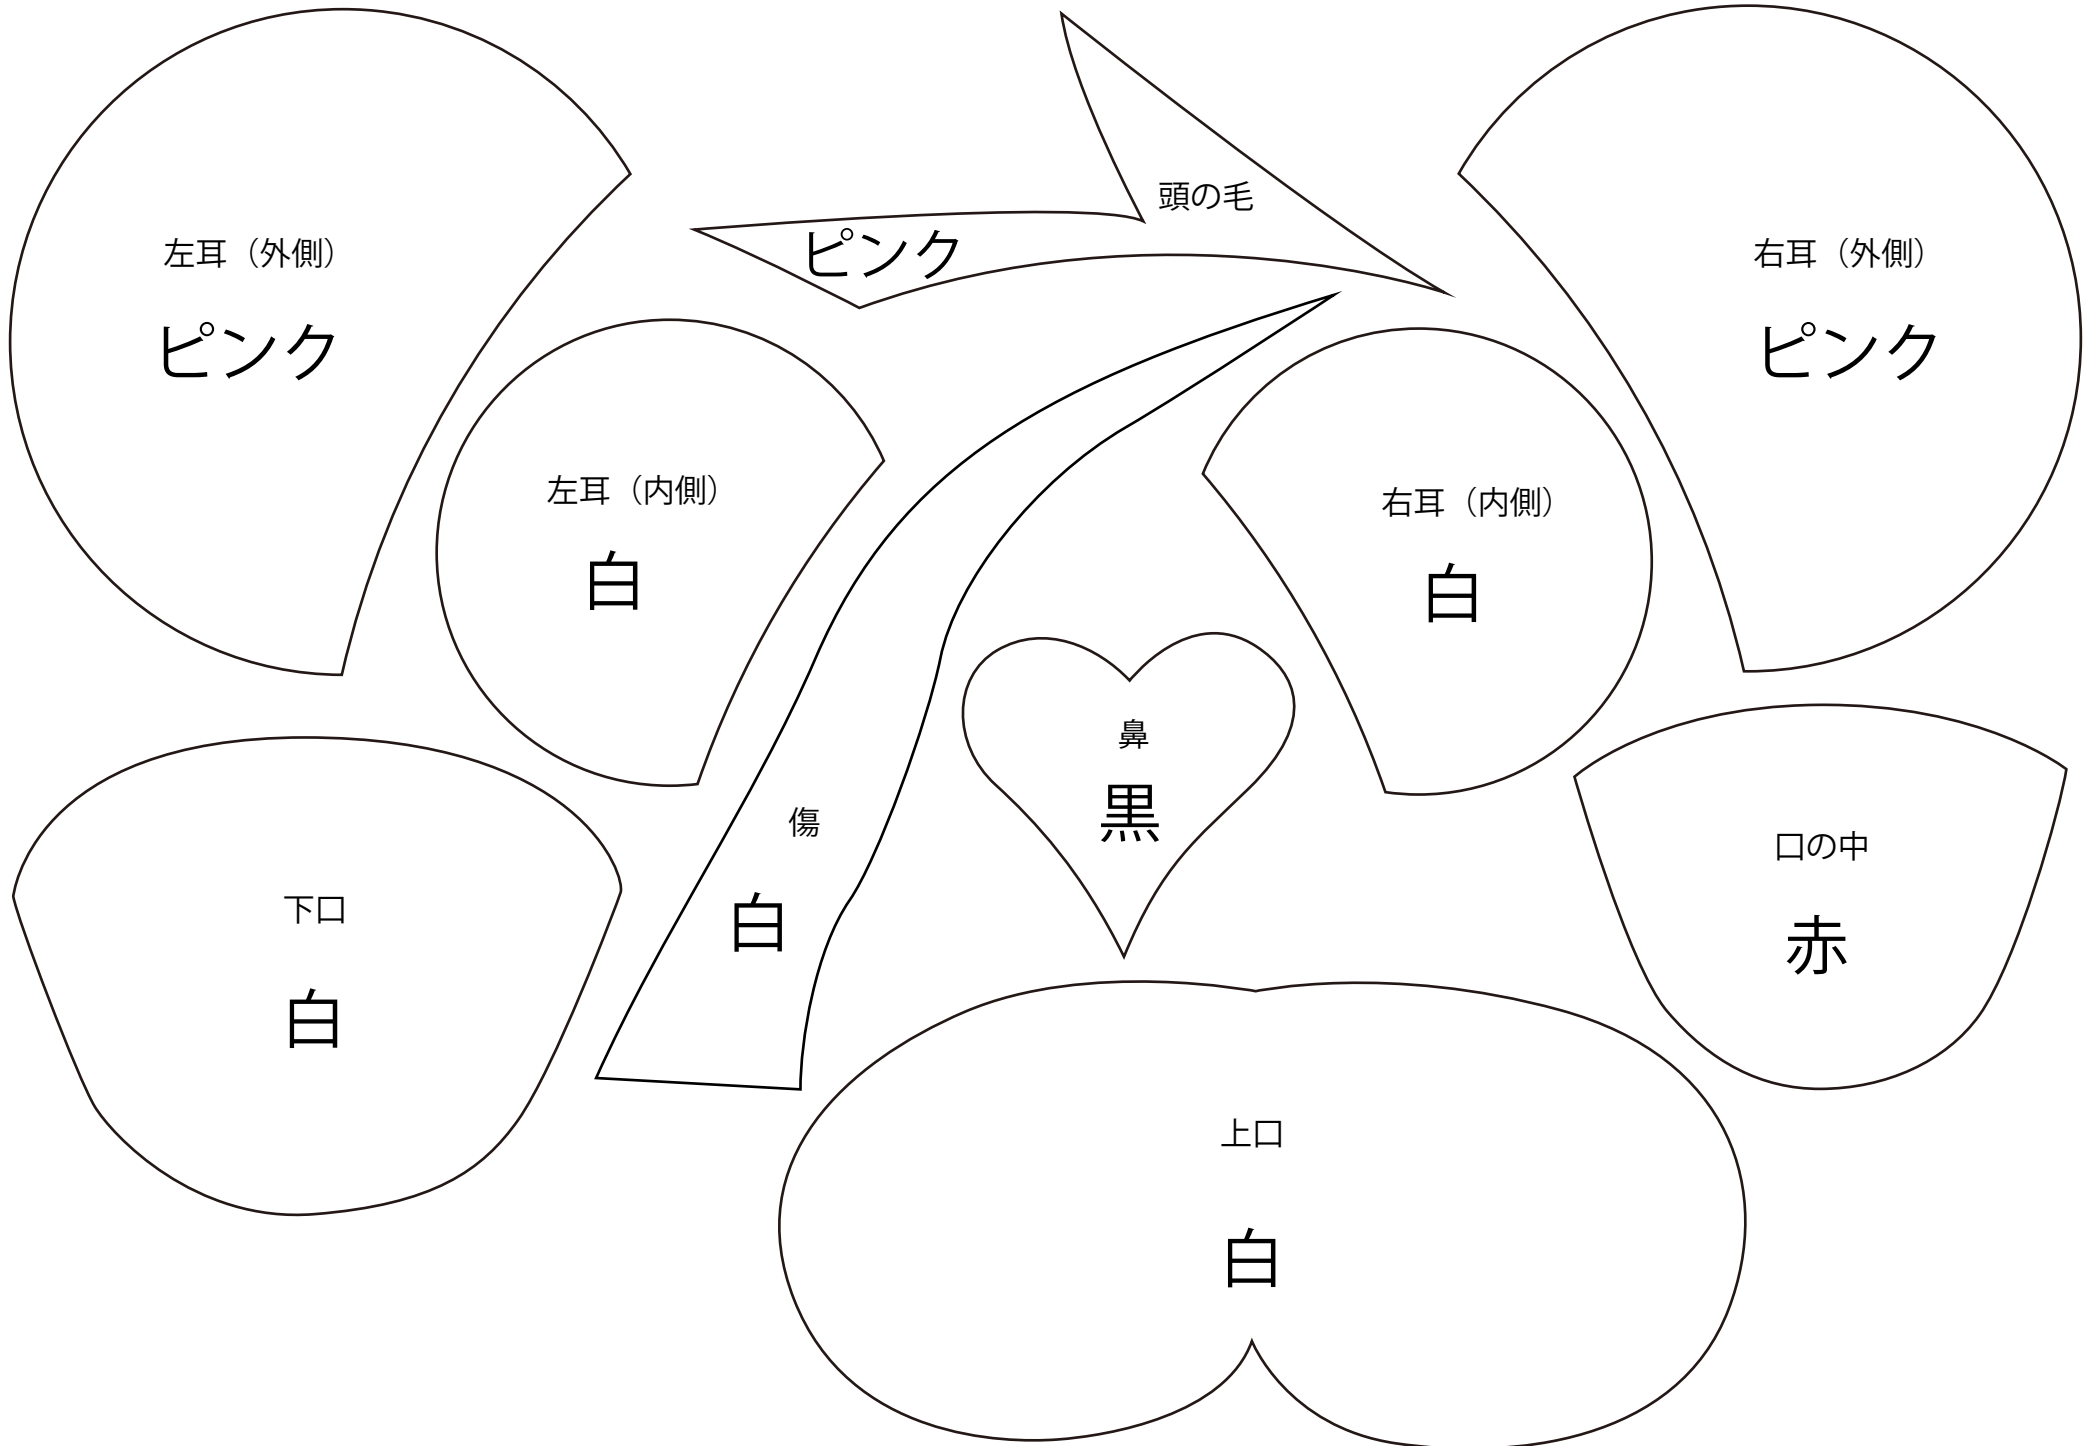 頭の毛
ピンク
左耳（外側）
ピンク
右耳（外側）
ピンク
左耳（内側）
白
右耳（内側）
白
鼻
黒
傷
白
口の中
赤
下口
白
上口
白